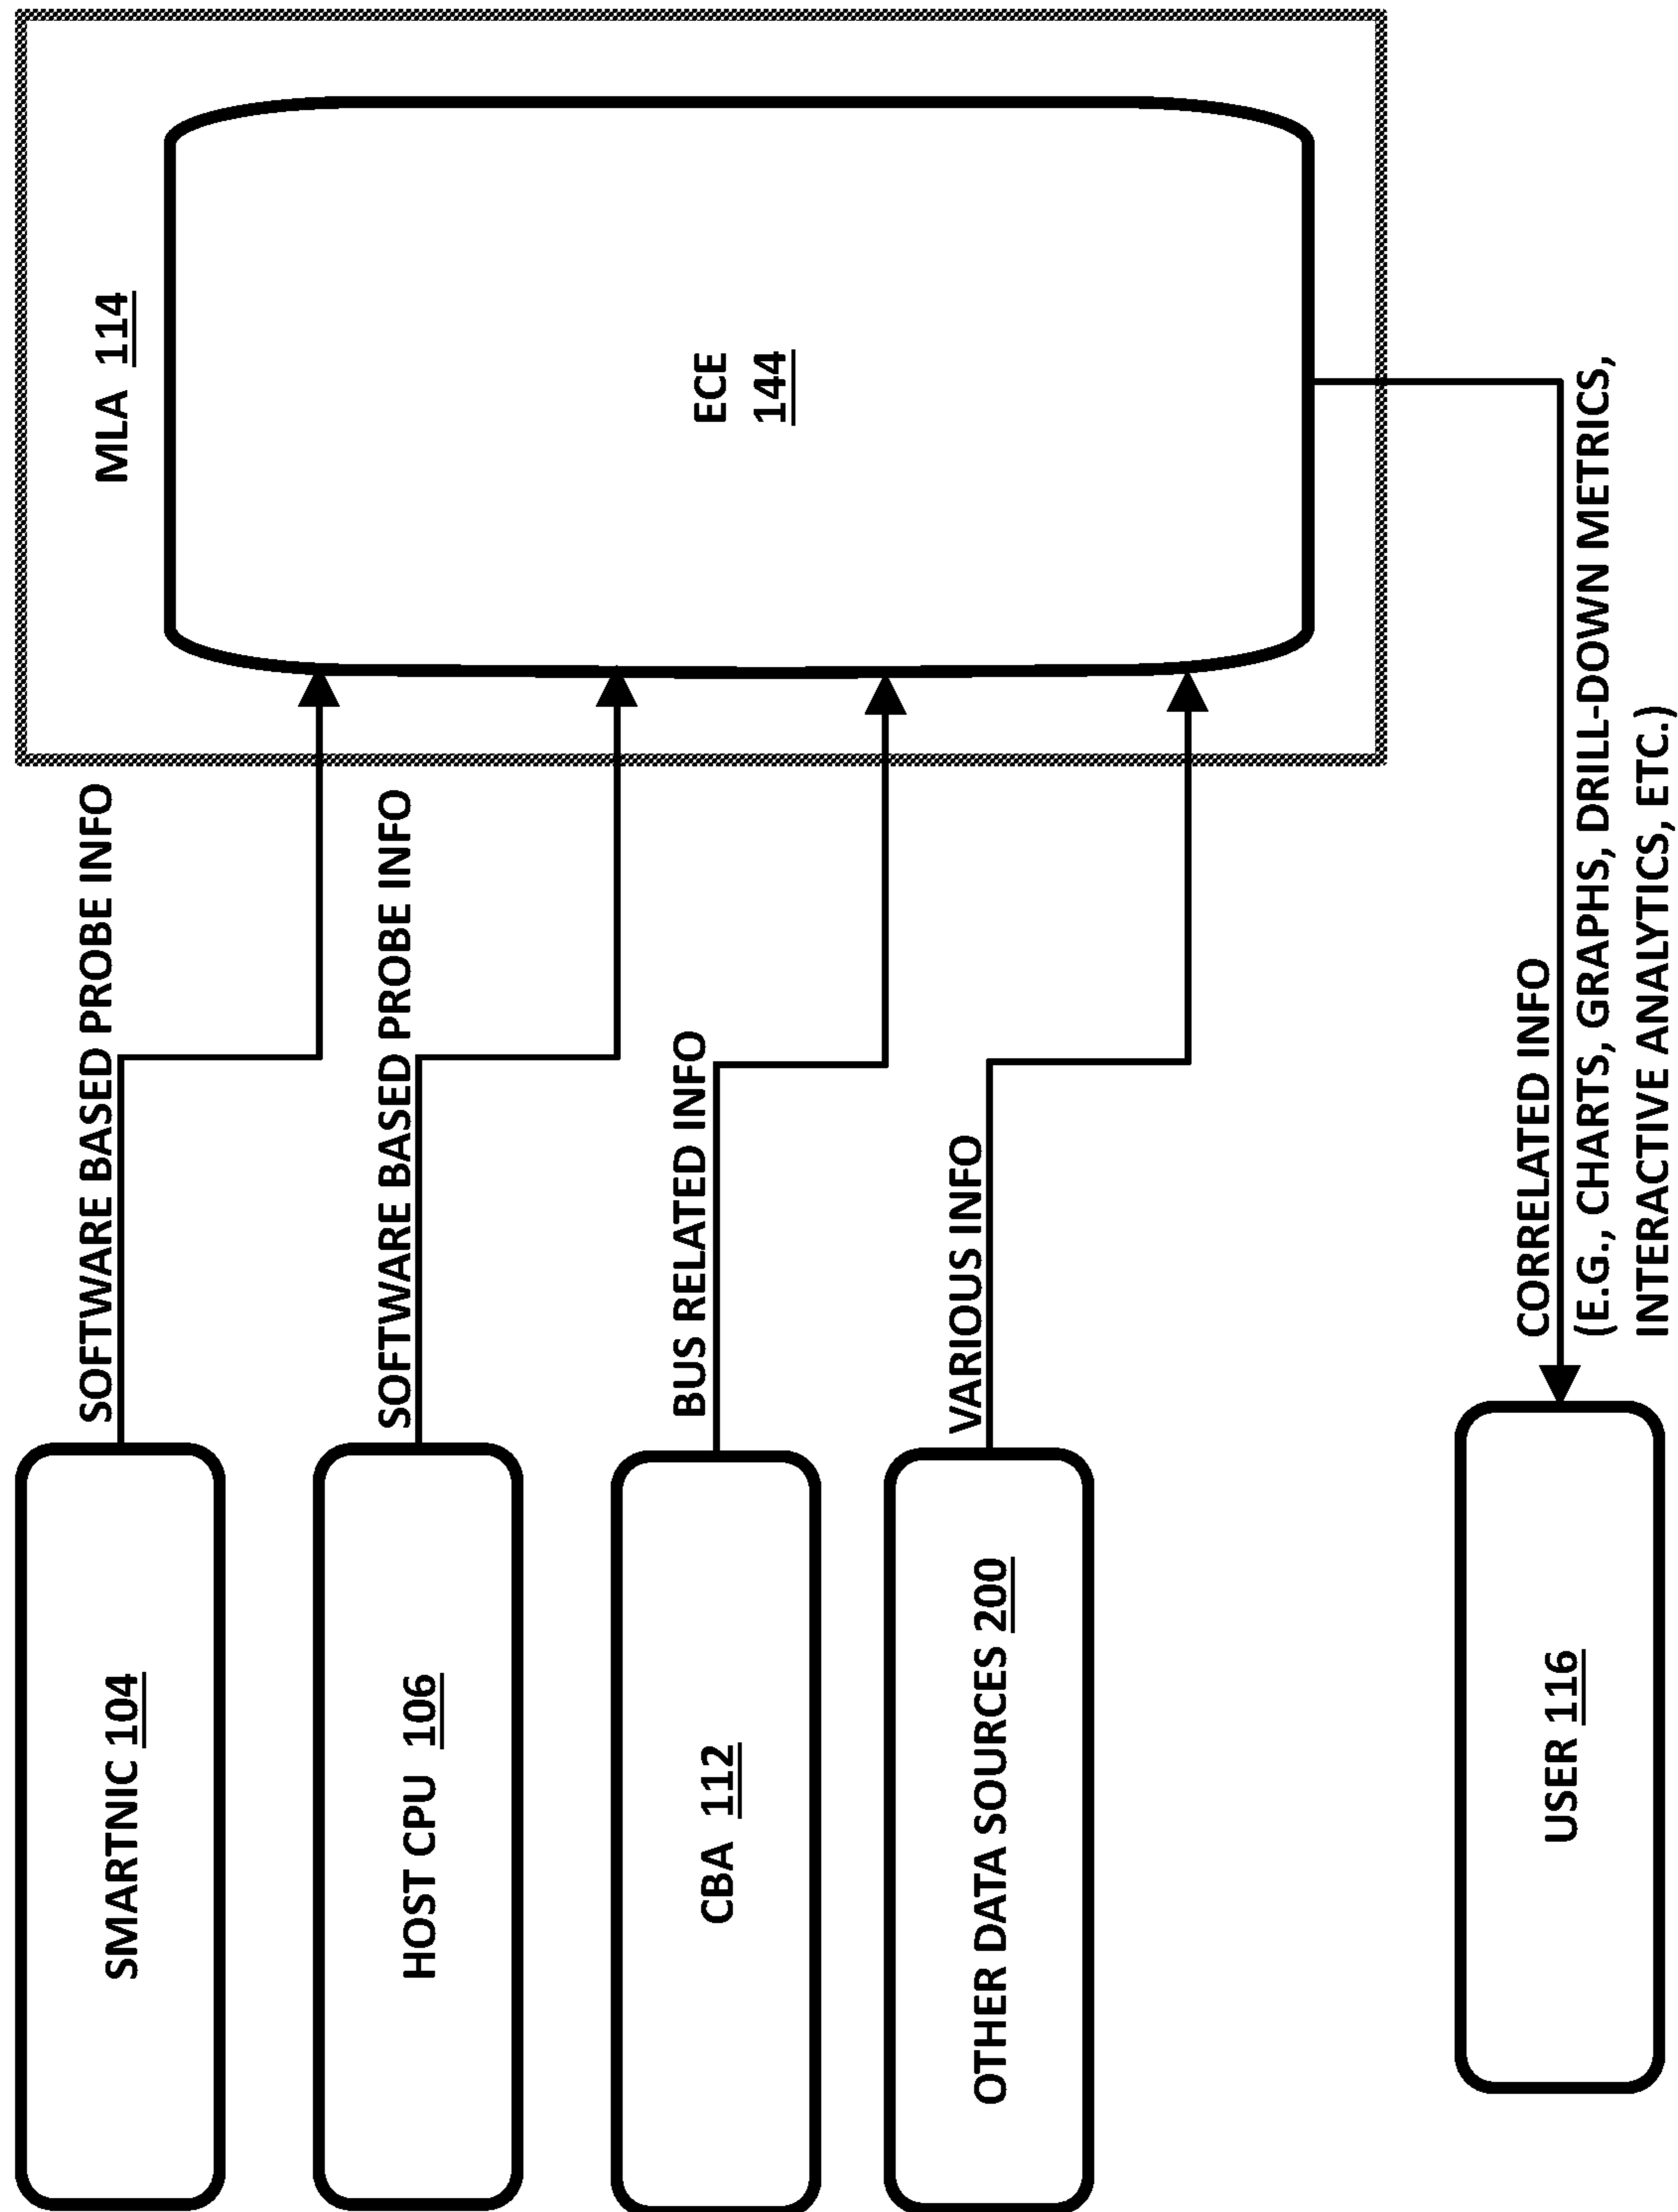 SMARTNIC 104
SOFTWARE BASED PROBE INFO
MLA 114
HOST CPU 106
SOFTWARE BASED PROBE INFO
ECE
144
CBA 112
BUS RELATED INFO
OTHER DATA SOURCES 200
VARIOUS INFO
USER 116
CORRELATED INFO
(E.G., CHARTS, GRAPHS, DRILL-DOWN METRICS,
INTERACTIVE ANALYTICS, ETC.)